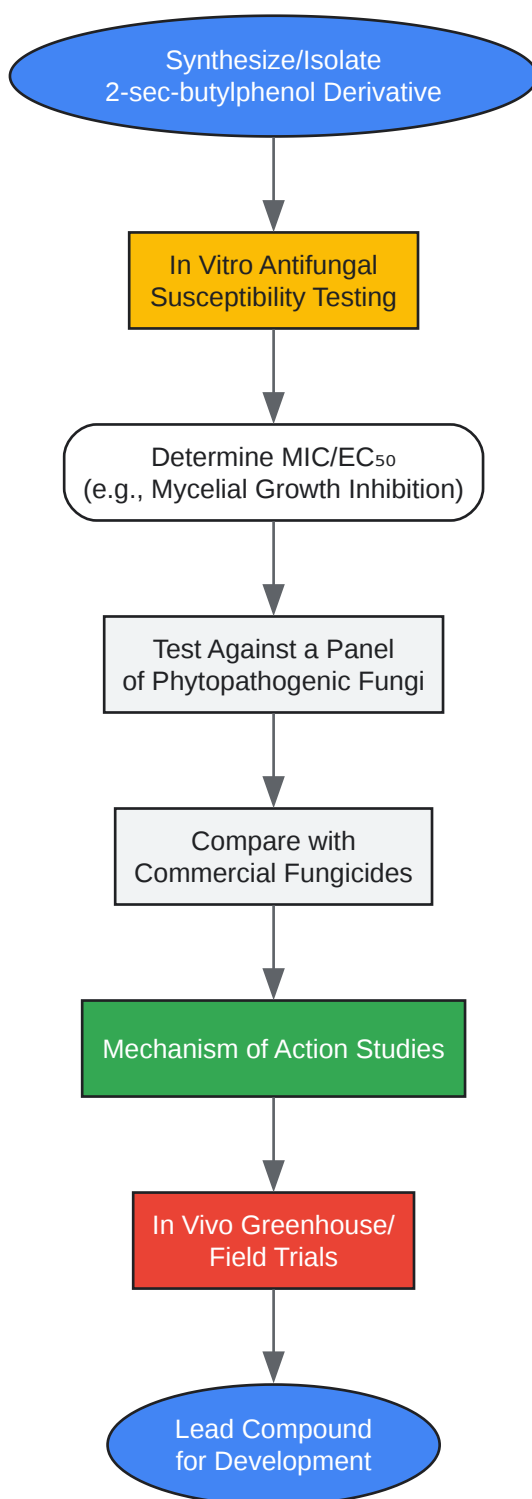 Synthesize/Isolate
2-sec-butylphenol Derivative
In Vitro Antifungal
Susceptibility Testing
Determine MIC/EC₅₀
(e.g., Mycelial Growth Inhibition)
Test Against a Panel
of Phytopathogenic Fungi
Compare with
Commercial Fungicides
Mechanism of Action Studies
In Vivo Greenhouse/
Field Trials
Lead Compound
for Development